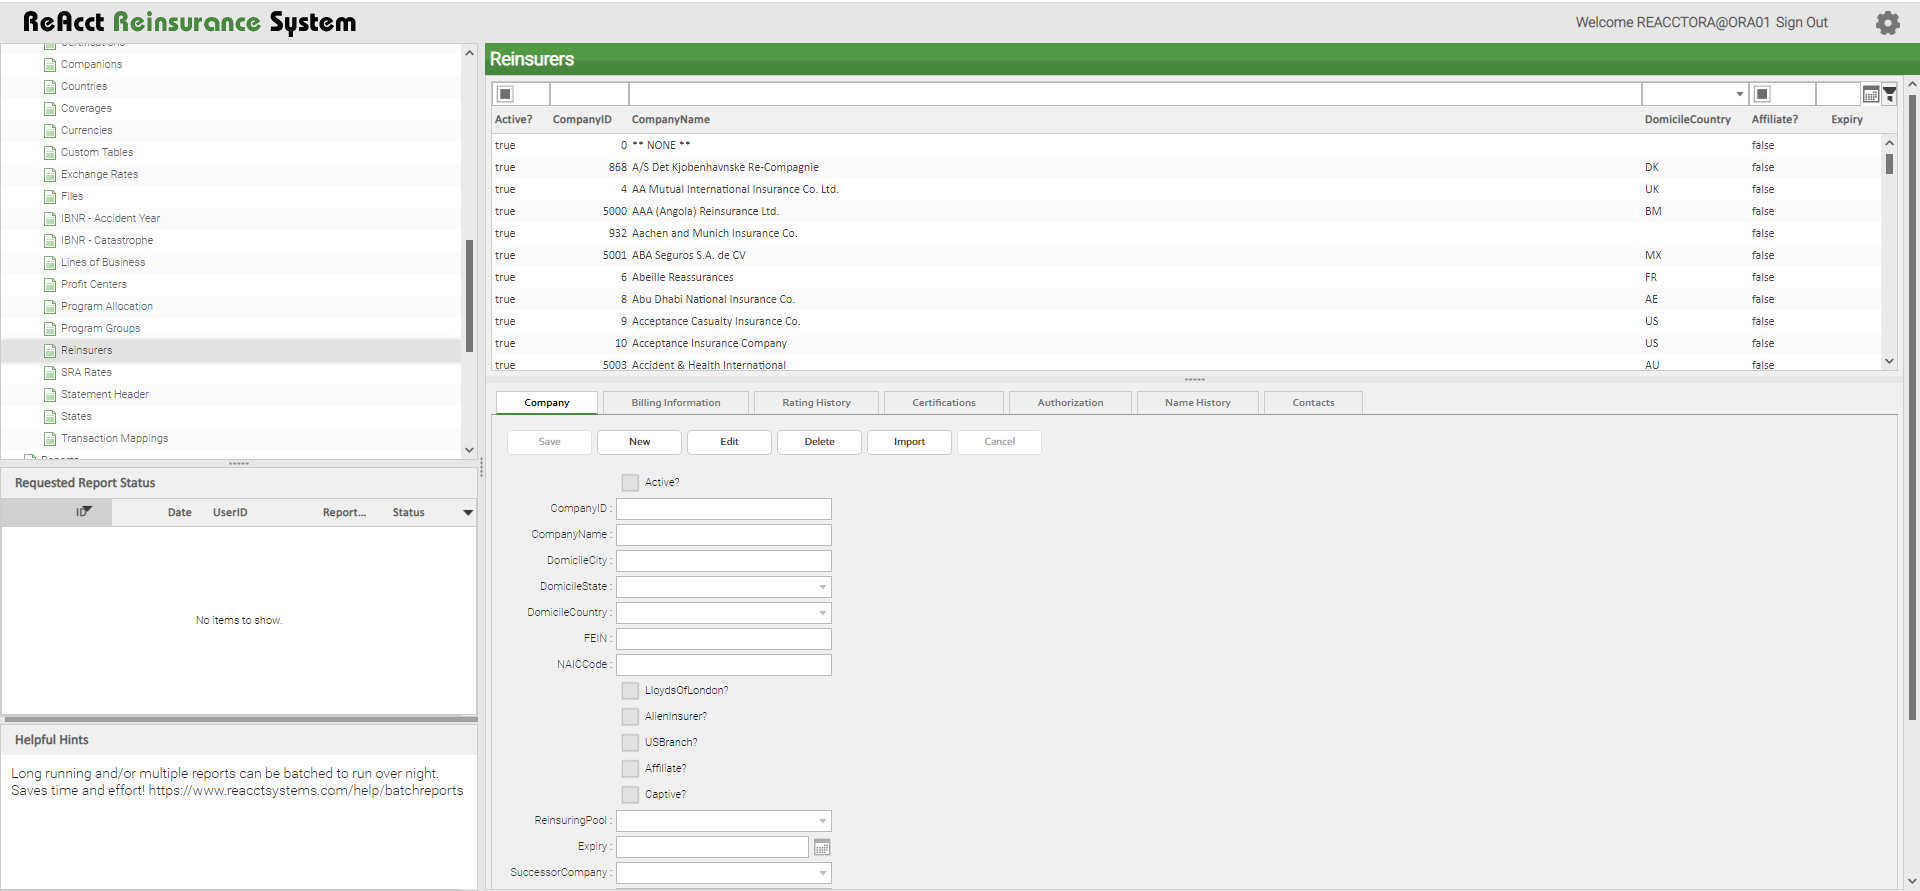 ReAcct Reinsurance System
Welcome REACCTORA@ORA01 Sign Out
Certifications
Companions
Countries
Coverages
Currencies
Custom Tables
Exchange Rates
Files
IBNR - Accident Year
IBNR - Catastrophe
Lines of Business
Profit Centers
Program Allocation
Program Groups
Reinsurers
SRA Rates
Statement Header
States
Transaction Mappings
Reports
Requested Report Status
ID Date UserID Report... Status
No items to show.
Helpful Hints
Long running and/or multiple reports can be batched to run over night.
Saves time and effort! https://www.reacctsystems.com/help/batchreports
Reinsurers
Active? CompanyID CompanyName DomicileCountry Affiliate? Expiry
true 0 ** NONE ** false
true 868 A/S Det Kjobenhavnske Re-Compagnie DK false
true 4 AA Mutual International Insurance Co. Ltd. UK false
true 5000 AAA (Angola) Reinsurance Ltd. BM false
true 932 Aachen and Munich Insurance Co. false
true 5001 ABA Seguros S.A. de CV MX false
true 6 Abeille Reassurances FR false
true 8 Abu Dhabi National Insurance Co. AE false
true 9 Acceptance Casualty Insurance Co. US false
true 10 Acceptance Insurance Company US false
true 5003 Accident & Health International AU false
Company Billing Information Rating History Certifications Authorization Name History Contacts
Save New Edit Delete Import Cancel
Active?
CompanyID :
CompanyName :
DomicileCity :
DomicileState :
DomicileCountry :
FEIN :
NAICCode :
LloydsOfLondon?
AlienInsurer?
USBranch?
Affiliate?
Captive?
ReinsuringPool :
Expiry :
SuccessorCompany :